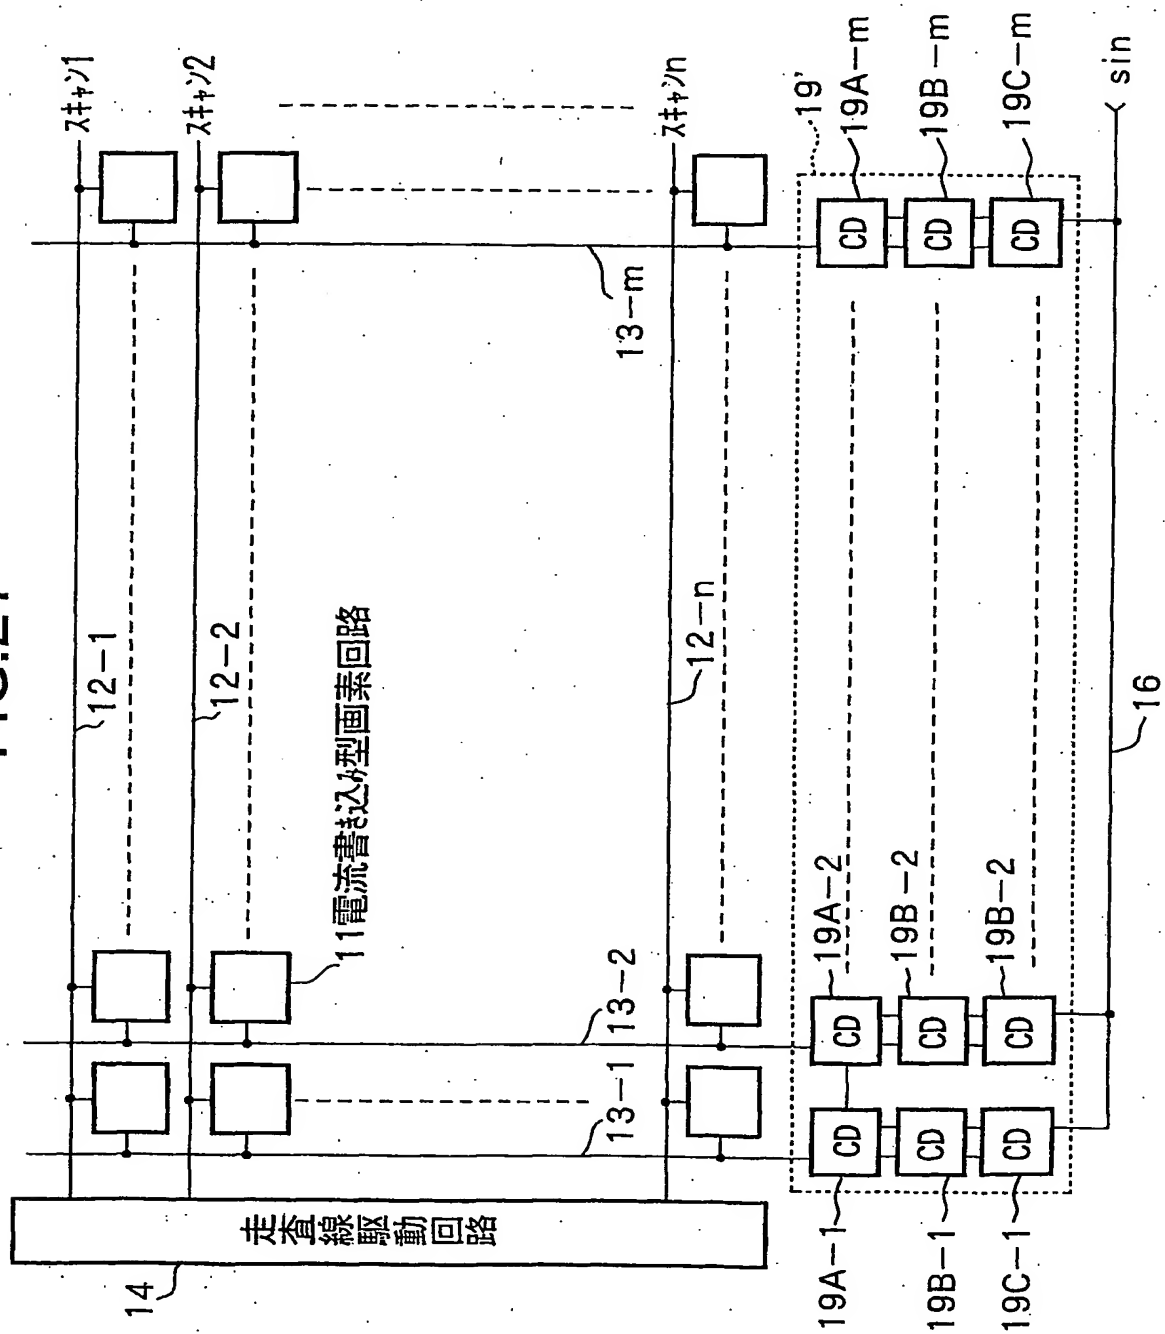 スキャン1
スキャン2
スキャンn
12-1
12-2
12-n
11電流書き込み型画素回路
13-1
13-2
13-m
走査線駆動回路
14
19'
19A-1
19B-1
19C-1
19A-2
19B-2
19B-2
19A-m
19B-m
19C-m
CD
CD
CD
CD
CD
CD
CD
CD
CD
16
sin